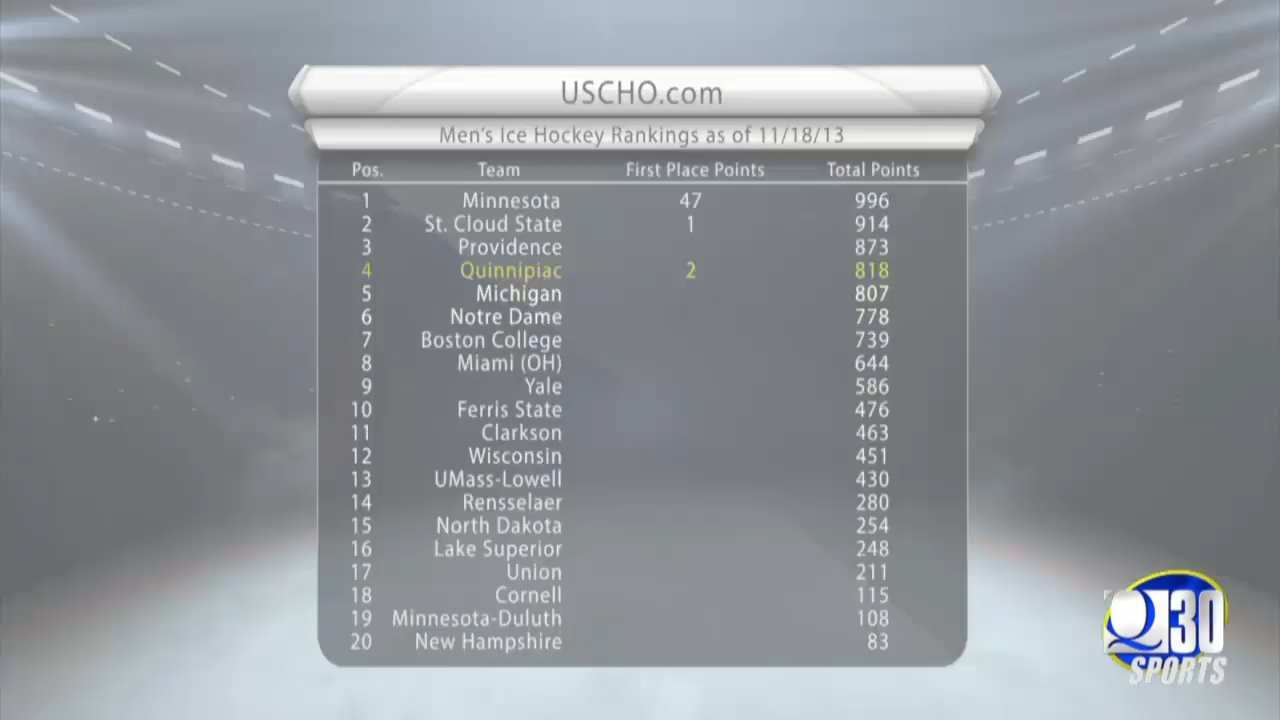 USCHO.com
Men's Ice Hockey Rankings as of 11/18/13
Pos. Team First Place Points Total Points
1 Minnesota 47 996
2 St. Cloud State 1 914
3 Providence 873
4 Quinnipiac 2 818
5 Michigan 807
6 Notre Dame 778
7 Boston College 739
8 Miami (OH) 644
9 Yale 586
10 Ferris State 476
11 Clarkson 463
12 Wisconsin 451
13 UMass-Lowell 430
14 Rensselaer 280
15 North Dakota 254
16 Lake Superior 248
17 Union 211
18 Cornell 115
19 Minnesota-Duluth 108
20 New Hampshire 83
Q30
SPORTS